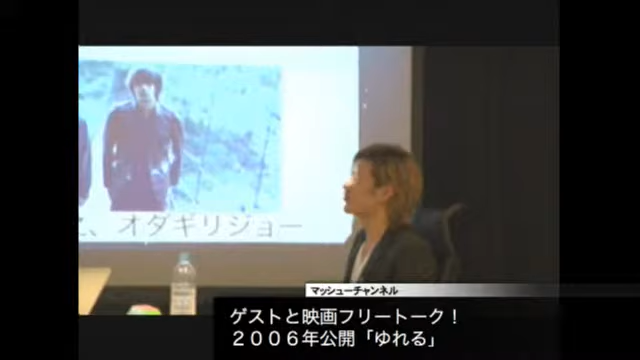 、オダギリジョー
マッシューチャンネル
ゲストと映画フリートーク！
２００６年公開「ゆれる」